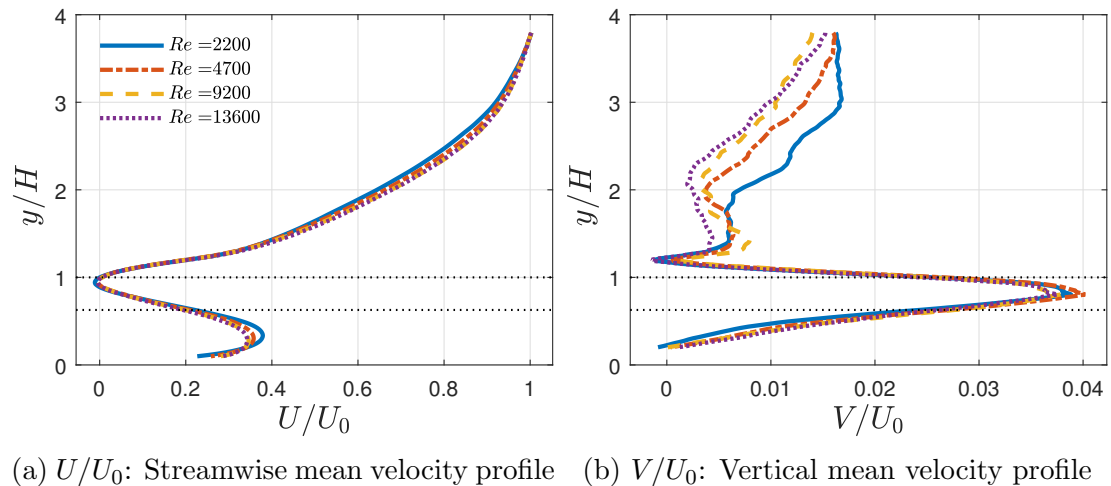 4
3
2
1
0
y/H
Re =2200
Re =4700
Re =9200
Re =13600
0 0.2 0.4 0.6 0.8 1
U/U₀
4
3
2
1
0
y/H
0 0.01 0.02 0.03 0.04
V/U₀
(a) U/U₀: Streamwise mean velocity profile
(b) V/U₀: Vertical mean velocity profile